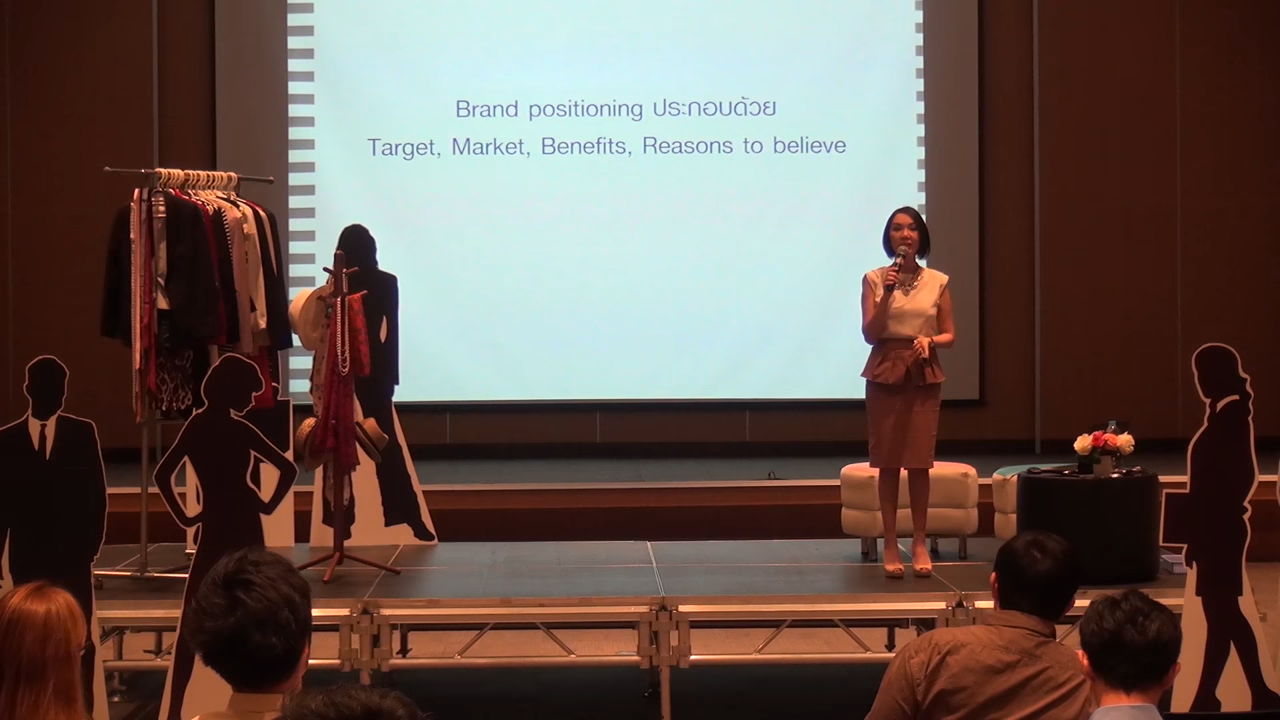 Brand positioning ประกอบด้วย
Target, Market, Benefits, Reasons to believe